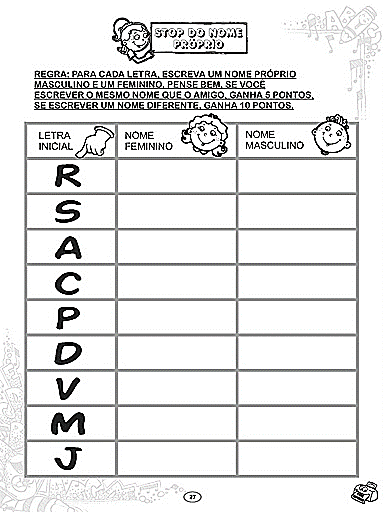 STOP DO NOME
PRÓPRIO
REGRA: PARA CADA LETRA, ESCREVA UM NOME PRÓPRIO
MASCULINO E UM FEMININO. PENSE BEM, SE VOCÊ
ESCREVER O MESMO NOME QUE O AMIGO, GANHA 5 PONTOS,
SE ESCREVER UM NOME DIFERENTE, GANHA 10 PONTOS.
LETRA INICIAL
NOME FEMININO
NOME MASCULINO
R
S
A
C
P
D
V
M
J
27